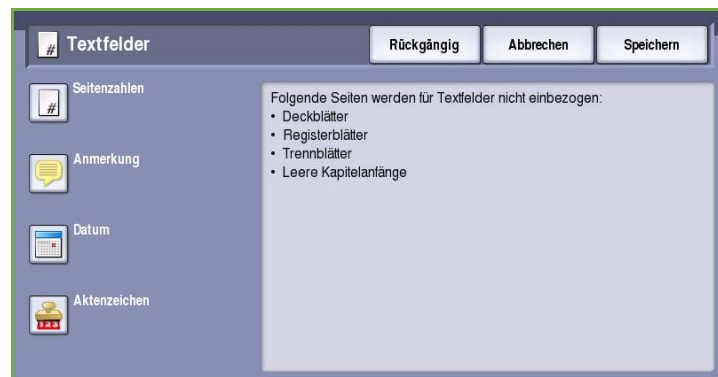 Textfelder
Rückgängig
Abbrechen
Speichern
Seitenzahlen
Anmerkung
Datum
Aktenzeichen
Folgende Seiten werden für Textfelder nicht einbezogen:
• Deckblätter
• Registerblätter
• Trennblätter
• Leere Kapitelanfänge